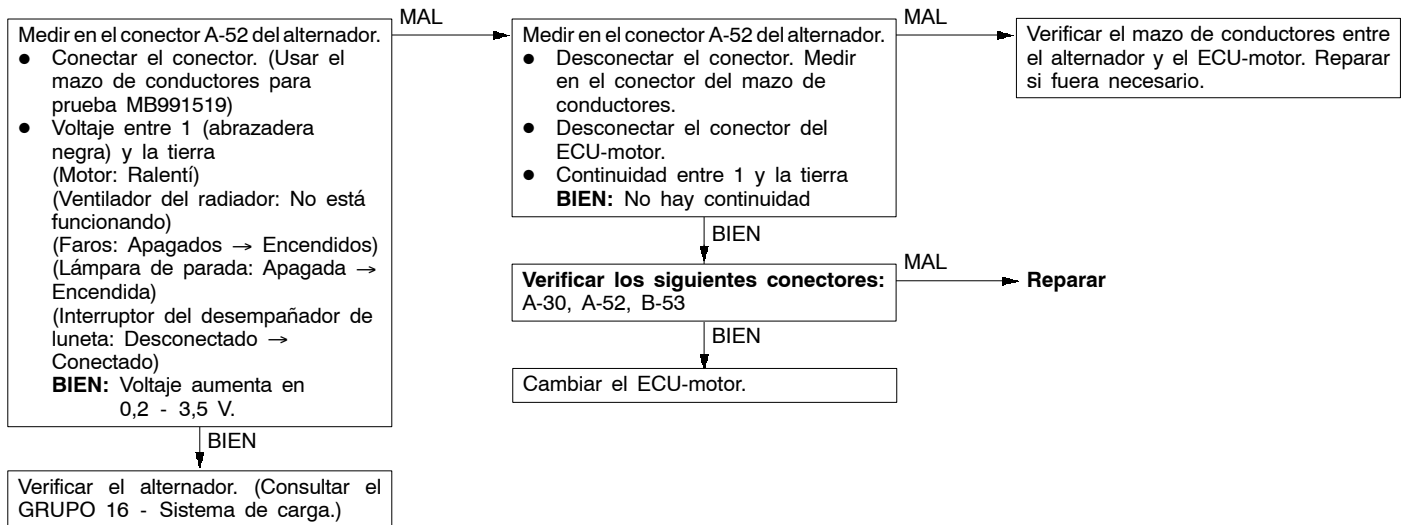 MAL
Medir en el conector A-52 del alternador.
● Conectar el conector. (Usar el
mazo de conductores para
prueba MB991519)
● Voltaje entre 1 (abrazadera
negra) y la tierra
(Motor: Ralentí)
(Ventilador del radiador: No está
funcionando)
(Faros: Apagados → Encendidos)
(Lámpara de parada: Apagada →
Encendida)
(Interruptor del desempañador de
luneta: Desconectado →
Conectado)
BIEN: Voltaje aumenta en
0,2 - 3,5 V.
BIEN
Verificar el alternador. (Consultar el
GRUPO 16 - Sistema de carga.)
MAL
Medir en el conector A-52 del alternador.
● Desconectar el conector. Medir
en el conector del mazo de
conductores.
● Desconectar el conector del
ECU-motor.
● Continuidad entre 1 y la tierra
BIEN: No hay continuidad
BIEN
Verificar los siguientes conectores:
A-30, A-52, B-53
BIEN
Cambiar el ECU-motor.
Verificar el mazo de conductores entre
el alternador y el ECU-motor. Reparar
si fuera necesario.
MAL
Reparar